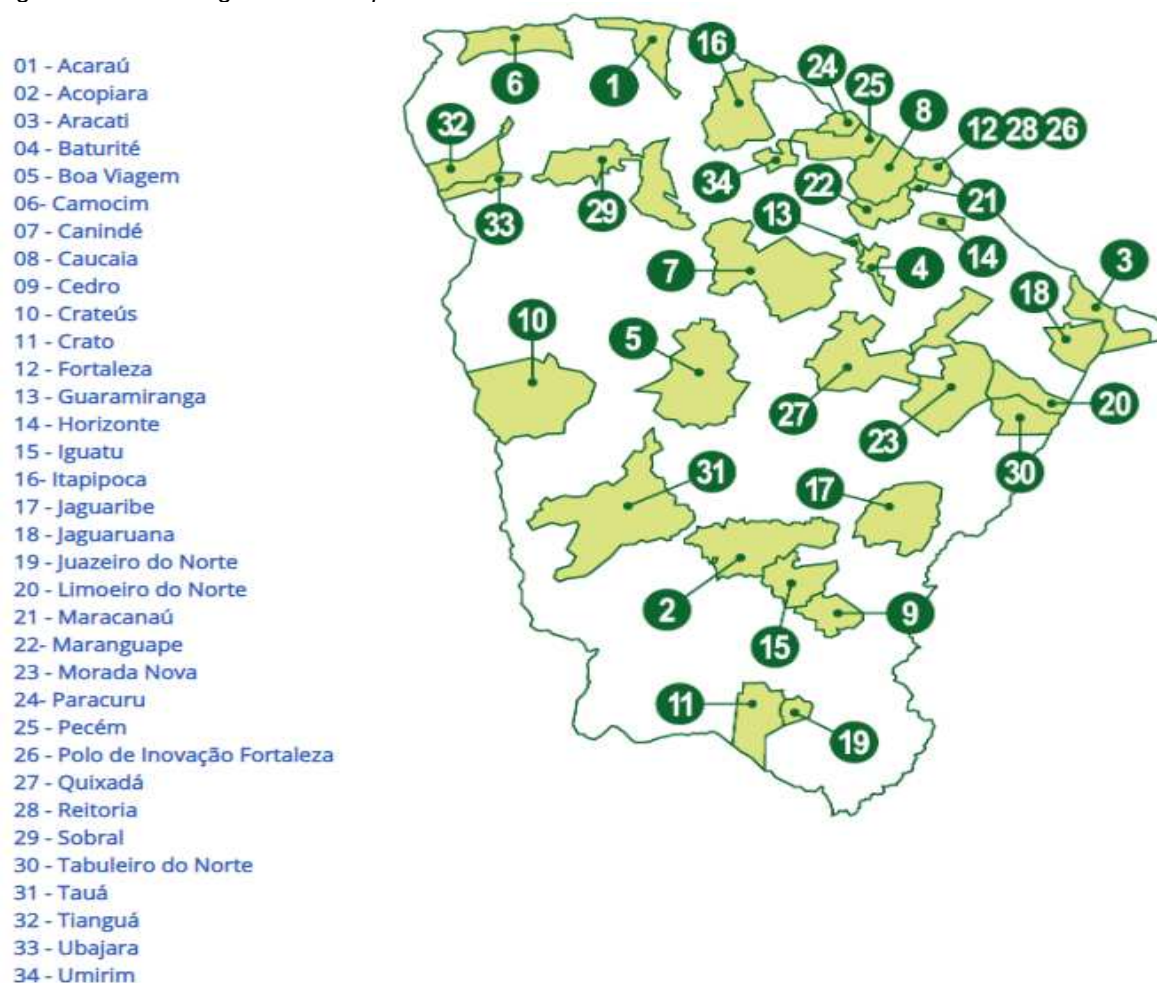 01 - Acaraú
02 - Acopiara
03 - Aracati
04 - Baturité
05 - Boa Viagem
06- Camocim
07 - Canindé
08 - Caucaia
09 - Cedro
10 - Crateús
11 - Crato
12 - Fortaleza
13 - Guaramiranga
14 - Horizonte
15 - Iguatu
16- Itapipoca
17 - Jaguaribe
18 - Jaguaruana
19 - Juazeiro do Norte
20 - Limoeiro do Norte
21 - Maracanaú
22- Maranguape
23 - Morada Nova
24- Paracuru
25 - Pecém
26 - Polo de Inovação Fortaleza
27 - Quixadá
28 - Reitoria
29 - Sobral
30 - Tabuleiro do Norte
31 - Tauá
32 - Tianguá
33 - Ubajara
34 - Umirim
16
24
6
1
25
8
32
12 28 26
34
22
33
29
13
21
7
4
14
3
10
5
18
27
23
20
31
17
30
2
15
9
11
19